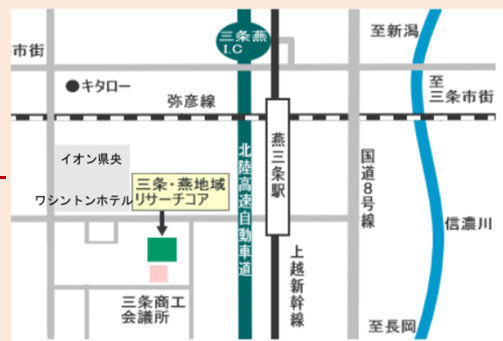 三条燕
I.C
至新潟
市街
至
三条市街
●キタロー
弥彦線
イオン県央
北陸高速自動車道
燕三条駅
国道8号線
三条・燕地域
リサーチコア
ワシントンホテル
信濃川
上越新幹線
三条商工
会議所
至長岡